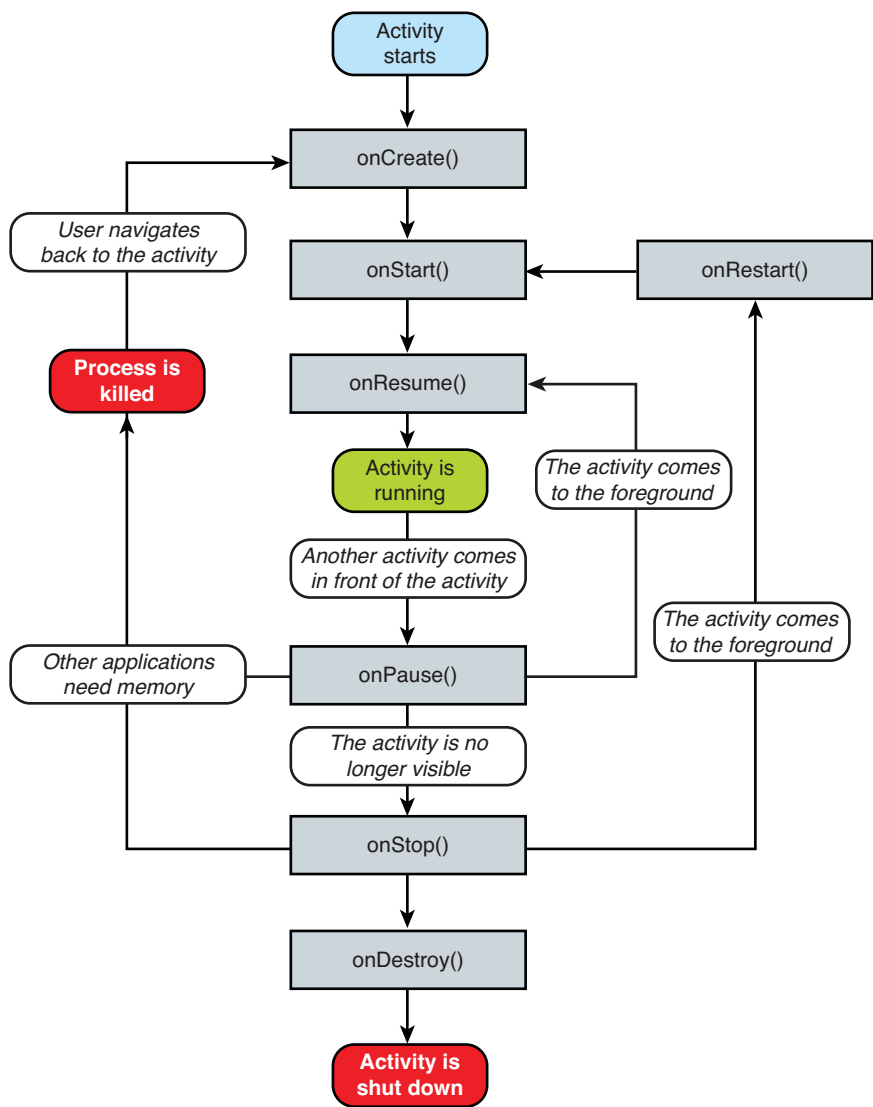 Activity
starts
onCreate()
User navigates
back to the activity
onStart()
onRestart()
Process is
killed
onResume()
Activity is
running
The activity comes
to the foreground
Another activity comes
in front of the activity
The activity comes
to the foreground
Other applications
need memory
onPause()
The activity is no
longer visible
onStop()
onDestroy()
Activity is
shut down